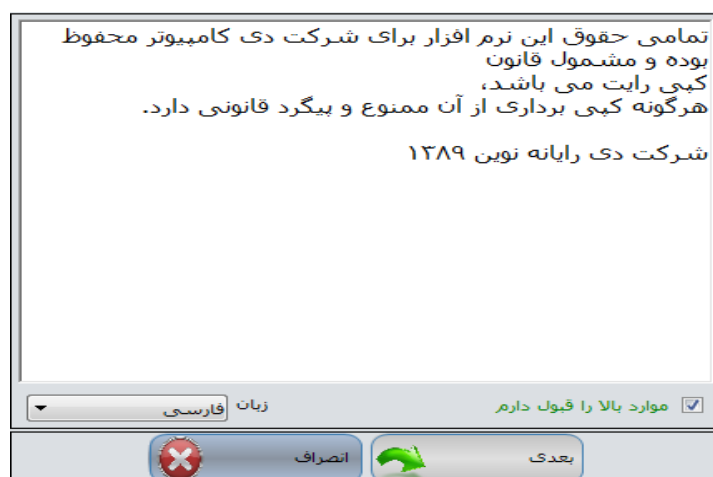 تمامی حقوق این نرم افزار برای شرکت دی کامپیوتر محفوظ
بوده و مشمول قانون
کپی رایت می باشد،
هرگونه کپی برداری از آن ممنوع و پیگرد قانونی دارد.
شرکت دی رایانه نوین ۱۳۸۹
موارد بالا را قبول دارم
زبان فارسی
بعدی
انصراف